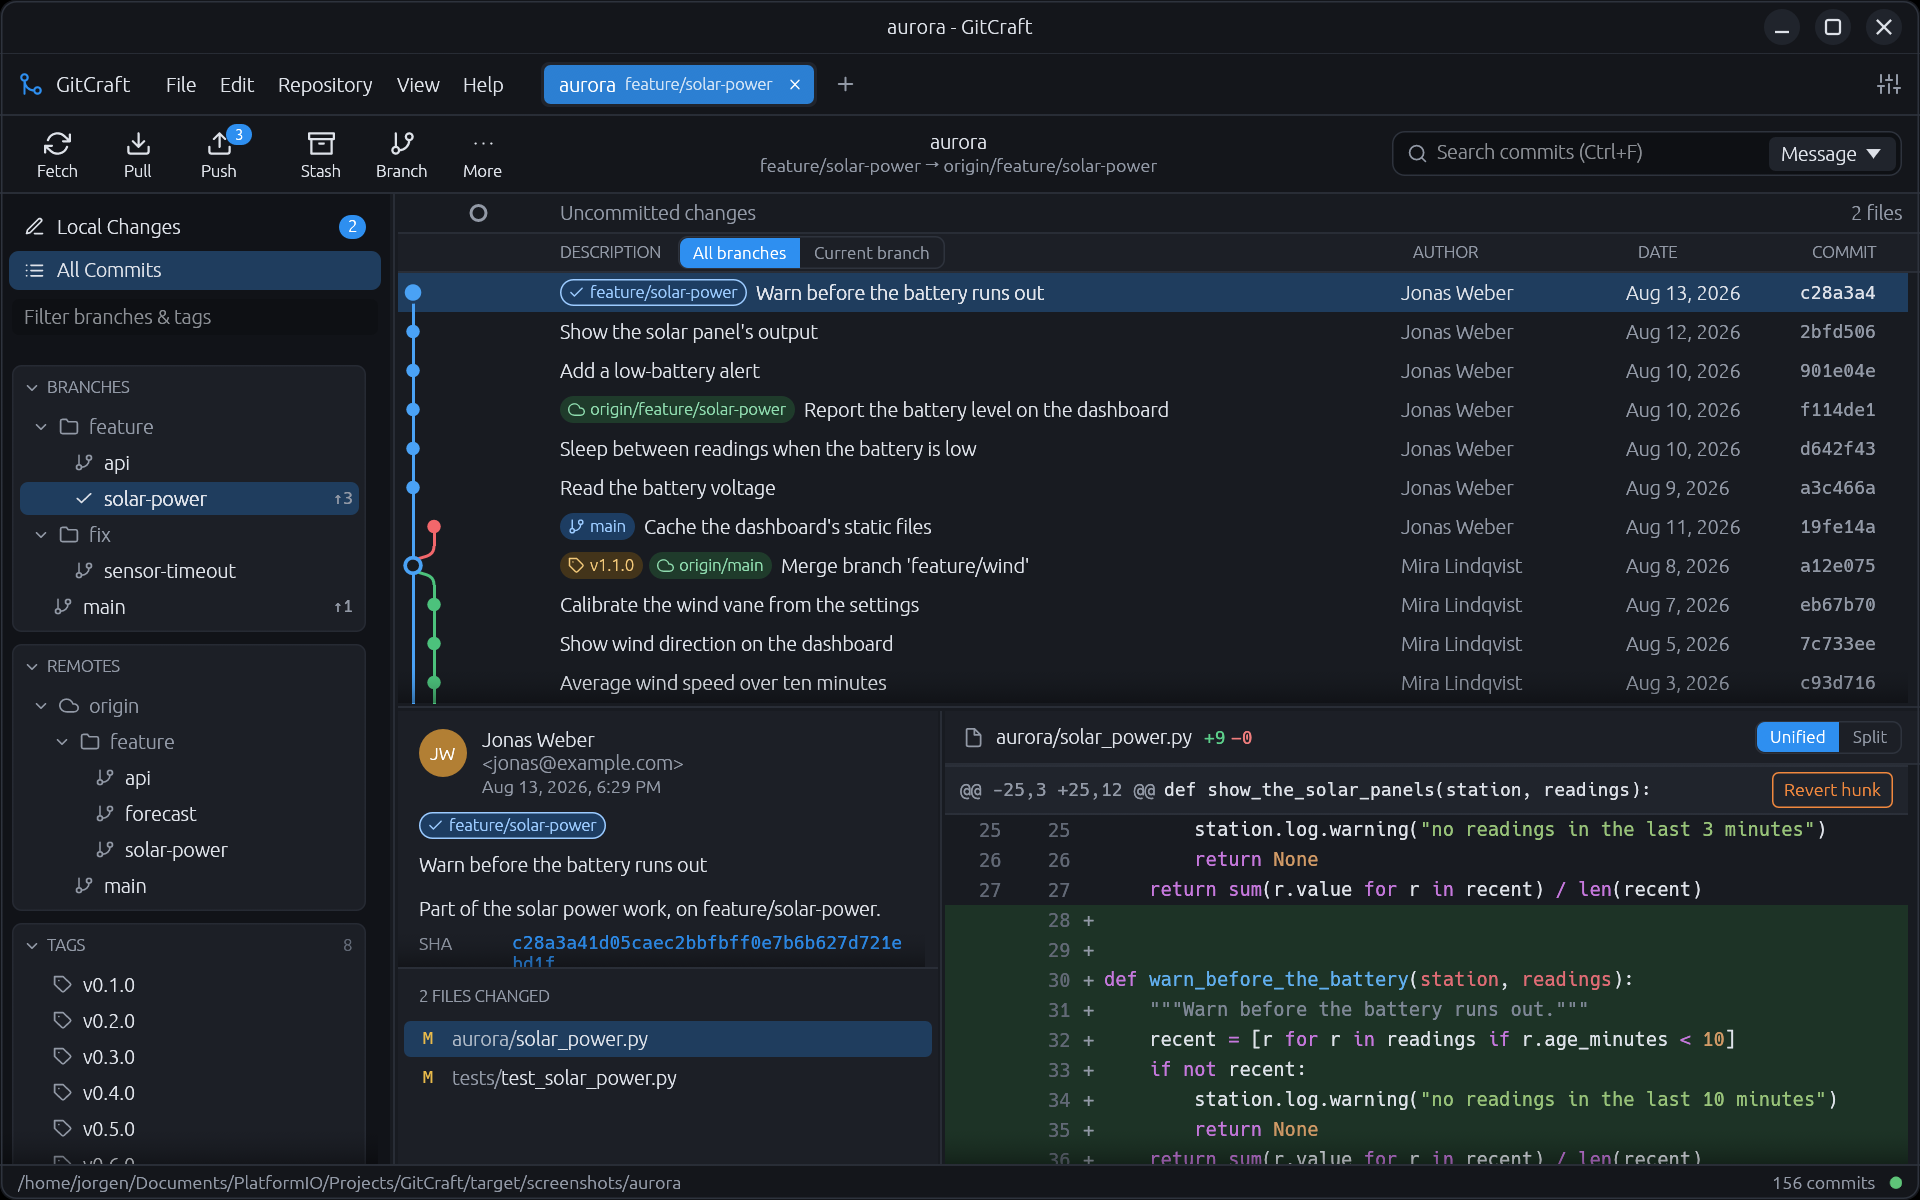 aurora - GitCraft
GitCraft File Edit Repository View Help aurora feature/solar-power × +
Fetch Pull Push 3 Stash Branch ... More
aurora
feature/solar-power → origin/feature/solar-power
Search commits (Ctrl+F) Message
Local Changes 2
All Commits
Filter branches & tags
BRANCHES
feature
api
solar-power ↑3
fix
sensor-timeout
main ↑1
REMOTES
origin
feature
api
forecast
solar-power
main
TAGS 8
v0.1.0
v0.2.0
v0.3.0
v0.4.0
v0.5.0
v0.6.0
Uncommitted changes 2 files
DESCRIPTION All branches Current branch AUTHOR DATE COMMIT
feature/solar-power Warn before the battery runs out Jonas Weber Aug 13, 2026 c28a3a4
Show the solar panel's output Jonas Weber Aug 12, 2026 2bfd506
Add a low-battery alert Jonas Weber Aug 10, 2026 901e04e
origin/feature/solar-power Report the battery level on the dashboard Jonas Weber Aug 10, 2026 f114de1
Sleep between readings when the battery is low Jonas Weber Aug 10, 2026 d642f43
Read the battery voltage Jonas Weber Aug 9, 2026 a3c466a
main Cache the dashboard's static files Jonas Weber Aug 11, 2026 19fe14a
v1.1.0 origin/main Merge branch 'feature/wind' Mira Lindqvist Aug 8, 2026 a12e075
Calibrate the wind vane from the settings Mira Lindqvist Aug 7, 2026 eb67b70
Show wind direction on the dashboard Mira Lindqvist Aug 5, 2026 7c733ee
Average wind speed over ten minutes Mira Lindqvist Aug 3, 2026 c93d716
JW
Jonas Weber
<jonas@example.com>
Aug 13, 2026, 6:29 PM
feature/solar-power
Warn before the battery runs out
Part of the solar power work, on feature/solar-power.
SHA c28a3a41d05caec2bbfbff0e7b6b627d721e
bd1f
2 FILES CHANGED
M aurora/solar_power.py
M tests/test_solar_power.py
aurora/solar_power.py +9 −0 Unified Split
@@ -25,3 +25,12 @@ def show_the_solar_panels(station, readings): Revert hunk
25 25 station.log.warning("no readings in the last 3 minutes")
26 26 return None
27 27 return sum(r.value for r in recent) / len(recent)
28 +
29 +
30 + def warn_before_the_battery(station, readings):
31 + """Warn before the battery runs out."""
32 + recent = [r for r in readings if r.age_minutes < 10]
33 + if not recent:
34 + station.log.warning("no readings in the last 10 minutes")
35 + return None
36 + return sum(r.value for r in recent) / len(recent)
/home/jorgen/Documents/PlatformIO/Projects/GitCraft/target/screenshots/aurora 156 commits